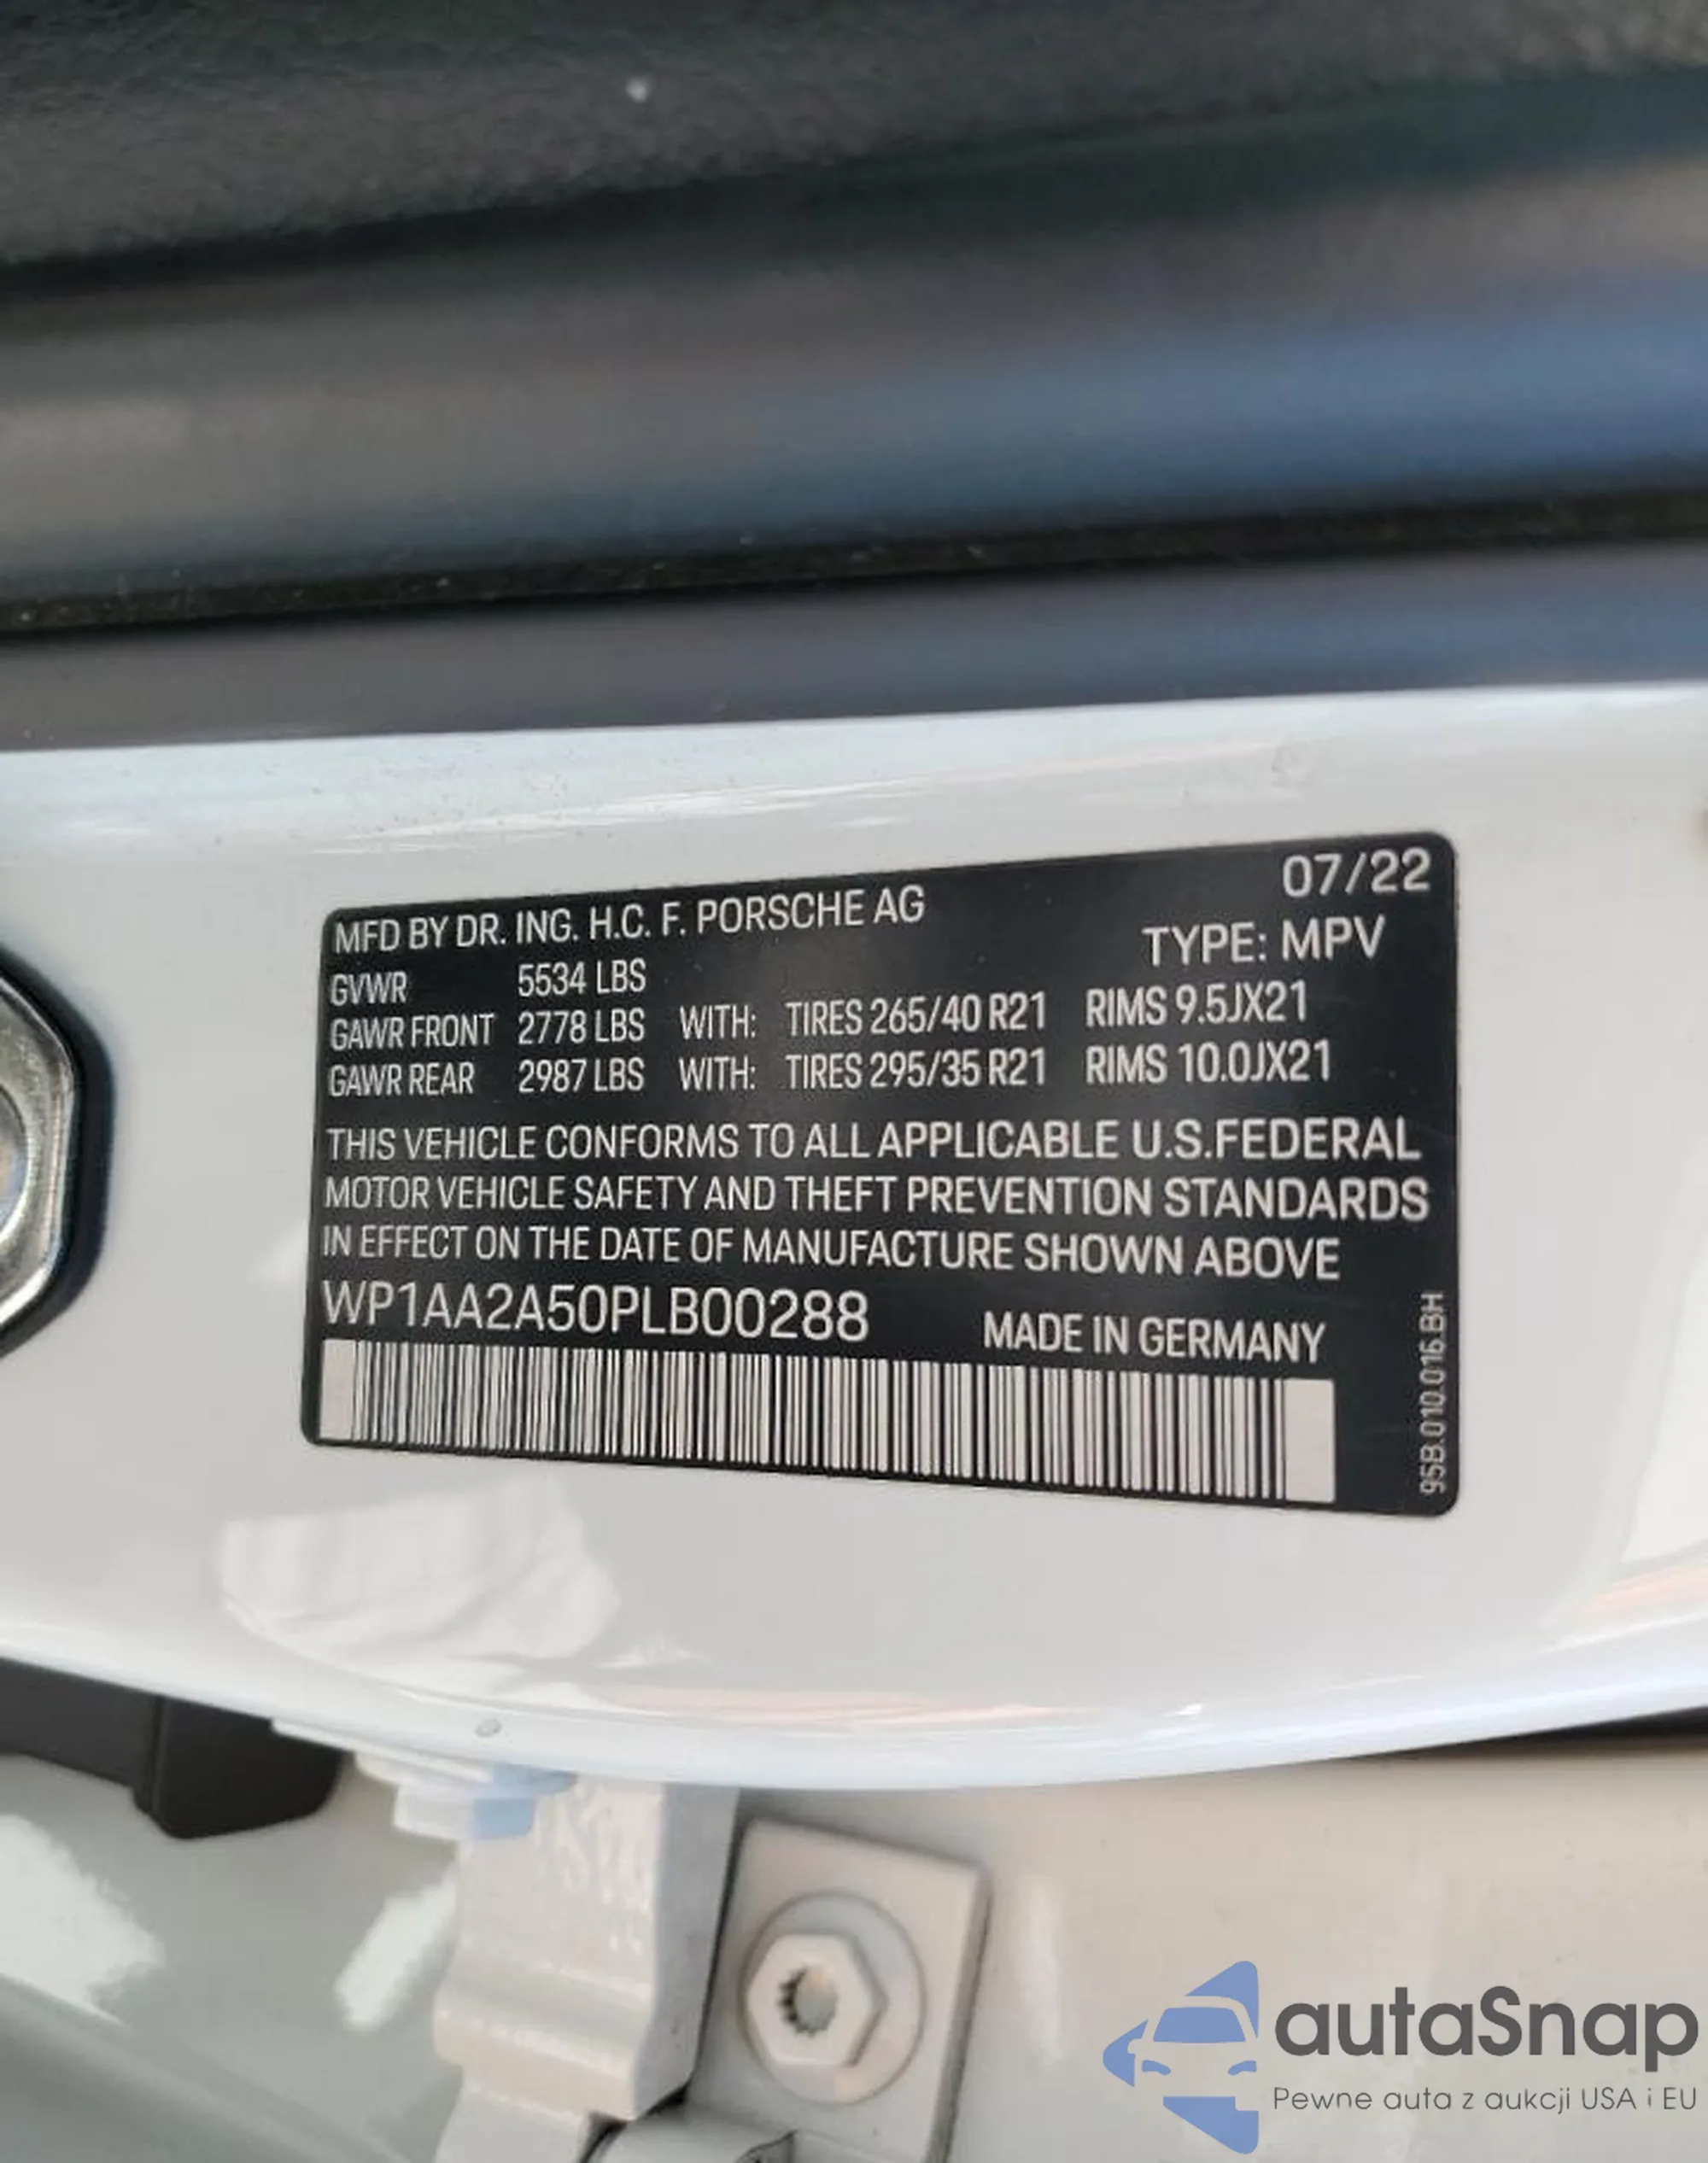 07/22
MFD BY DR. ING. H.C. F. PORSCHE AG
TYPE: MPV
GVWR 5534 LBS
GAWR FRONT 2778 LBS WITH: TIRES 265/40 R21 RIMS 9.5JX21
GAWR REAR 2987 LBS WITH: TIRES 295/35 R21 RIMS 10.0JX21
THIS VEHICLE CONFORMS TO ALL APPLICABLE U.S.FEDERAL
MOTOR VEHICLE SAFETY AND THEFT PREVENTION STANDARDS
IN EFFECT ON THE DATE OF MANUFACTURE SHOWN ABOVE
WP1AA2A50PLB00288
MADE IN GERMANY
95B.010.016.BH
autaSnap
Pewne auta z aukcji USA i EU